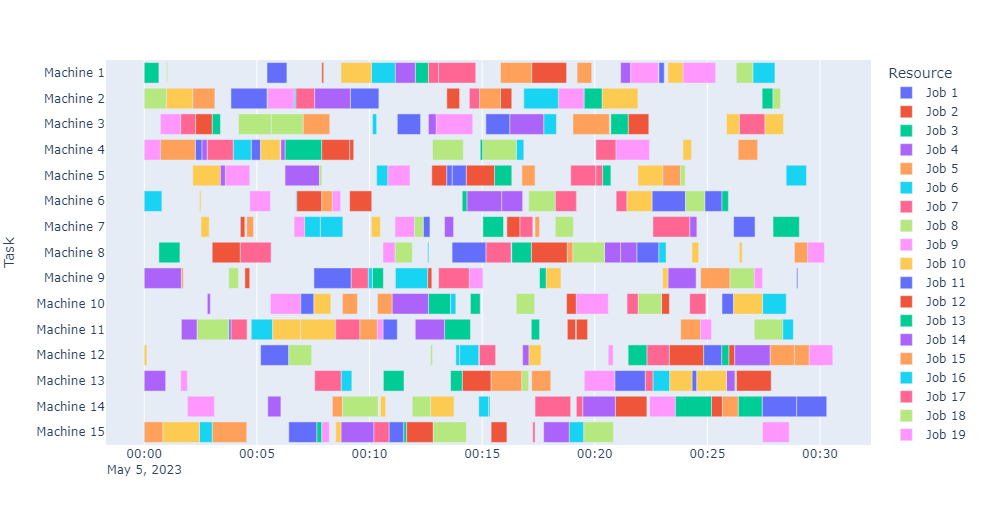 Machine 1
Machine 2
Machine 3
Machine 4
Machine 5
Machine 6
Machine 7
Machine 8
Machine 9
Machine 10
Machine 11
Machine 12
Machine 13
Machine 14
Machine 15
Task
00:00 00:05 00:10 00:15 00:20 00:25 00:30
May 5, 2023
Resource
Job 1
Job 2
Job 3
Job 4
Job 5
Job 6
Job 7
Job 8
Job 9
Job 10
Job 11
Job 12
Job 13
Job 14
Job 15
Job 16
Job 17
Job 18
Job 19